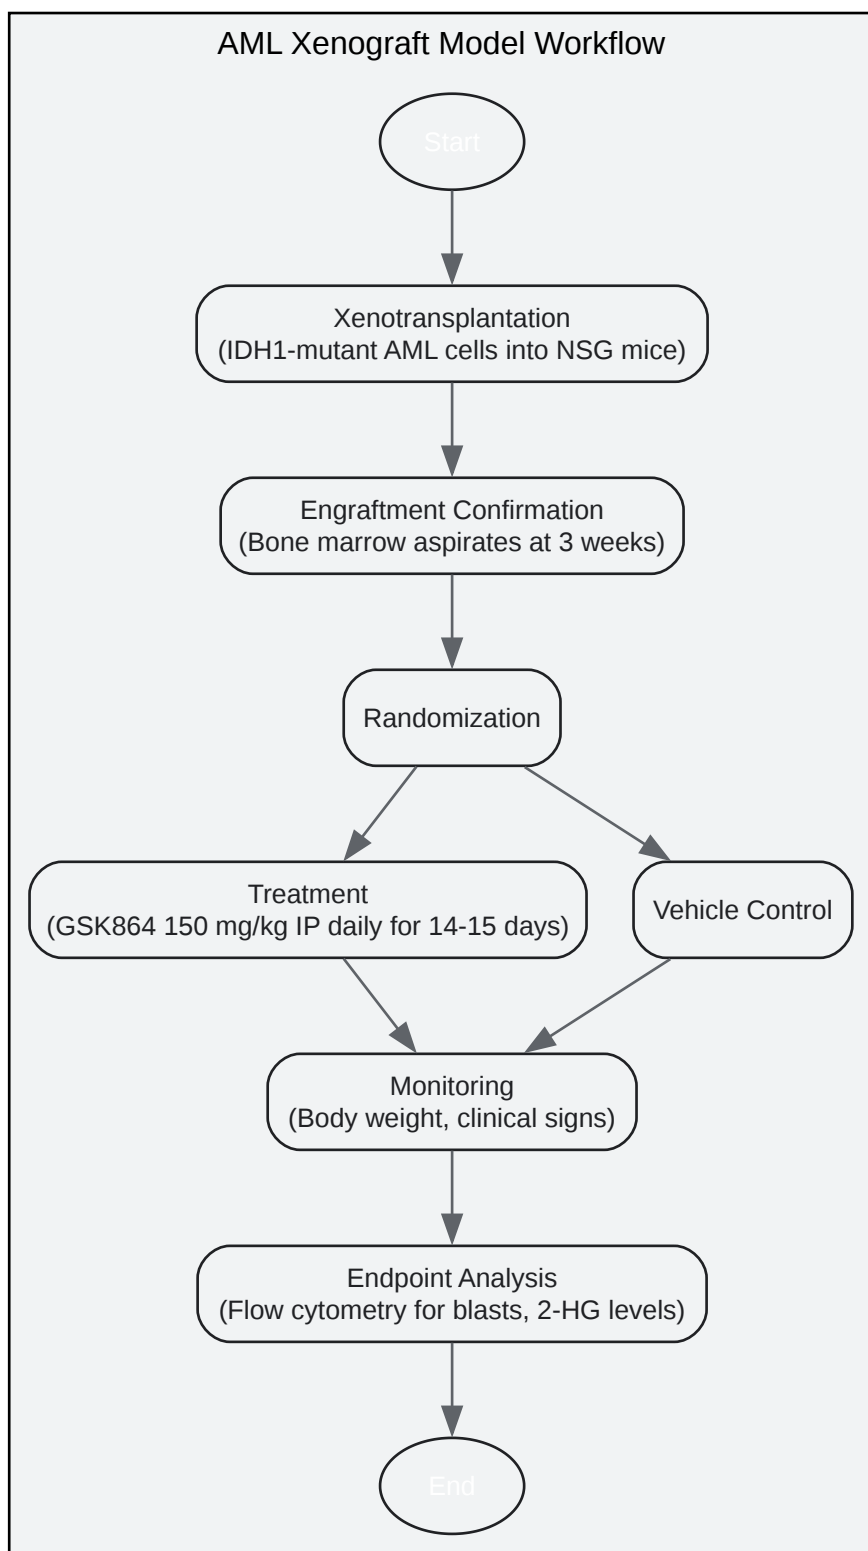 AML Xenograft Model Workflow
Start
Xenotransplantation
(IDH1-mutant AML cells into NSG mice)
Engraftment Confirmation
(Bone marrow aspirates at 3 weeks)
Randomization
Treatment
(GSK864 150 mg/kg IP daily for 14-15 days)
Vehicle Control
Monitoring
(Body weight, clinical signs)
Endpoint Analysis
(Flow cytometry for blasts, 2-HG levels)
End